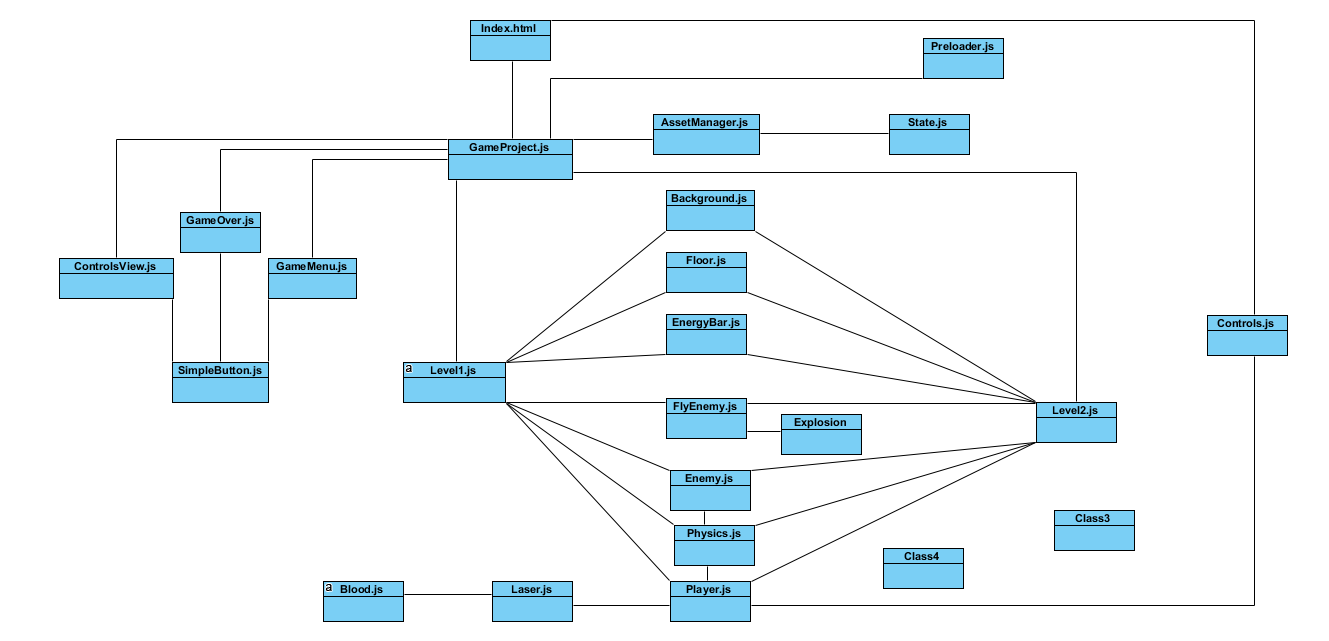 Index.html
Preloader.js
AssetManager.js
State.js
GameProject.js
Background.js
GameOver.js
Floor.js
ControlsView.js
GameMenu.js
EnergyBar.js
Controls.js
SimpleButton.js
a
Level1.js
FlyEnemy.js
Level2.js
Explosion
Enemy.js
Class3
Physics.js
Class4
a
Blood.js
Laser.js
Player.js